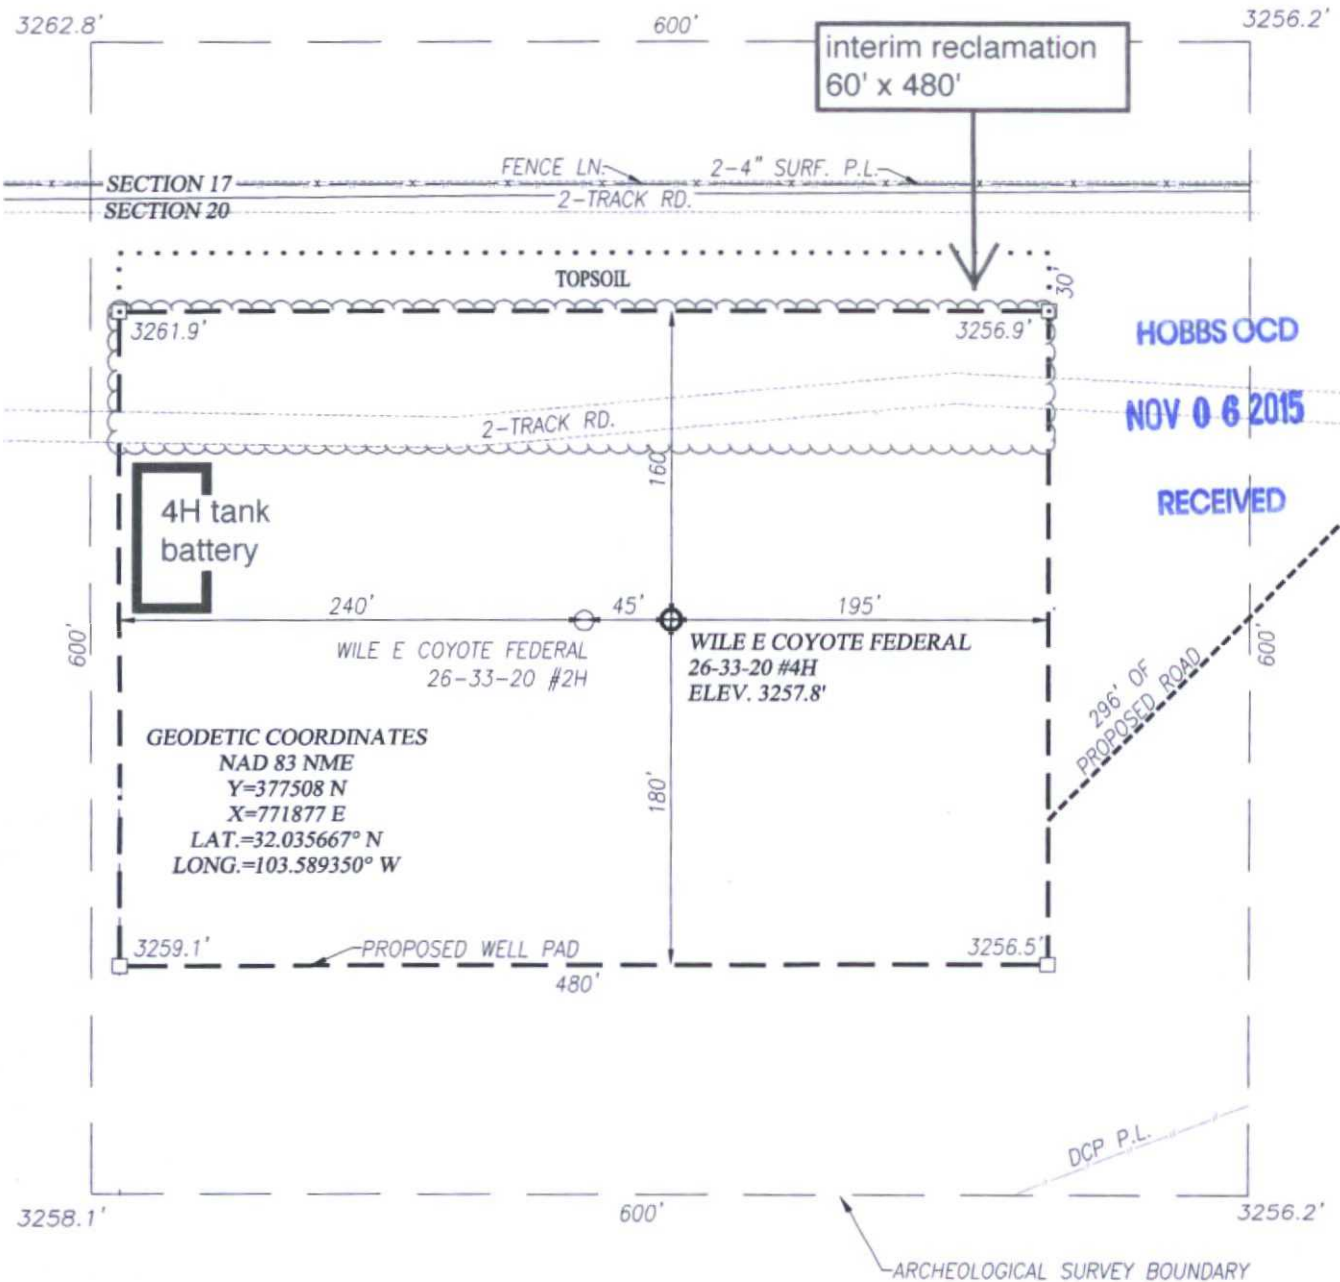 3262.8'
600'
3256.2'
interim reclamation
60' x 480'
FENCE LN.
2-4" SURF. P.L.
SECTION 17
SECTION 20
2-TRACK RD.
TOPSOIL
30'
3261.9'
3256.9'
HOBBS OCD
NOV 06 2015
RECEIVED
2-TRACK RD.
160'
4H tank
battery
240'
45'
195'
600'
600'
WILE E COYOTE FEDERAL
26-33-20 #2H
WILE E COYOTE FEDERAL
26-33-20 #4H
ELEV. 3257.8'
296' OF
PROPOSED ROAD
GEODETIC COORDINATES
NAD 83 NME
Y=377508 N
X=771877 E
LAT.=32.035667° N
LONG.=103.589350° W
180'
3259.1'
PROPOSED WELL PAD
3256.5'
480'
DCP P.L.
3258.1'
600'
3256.2'
ARCHEOLOGICAL SURVEY BOUNDARY